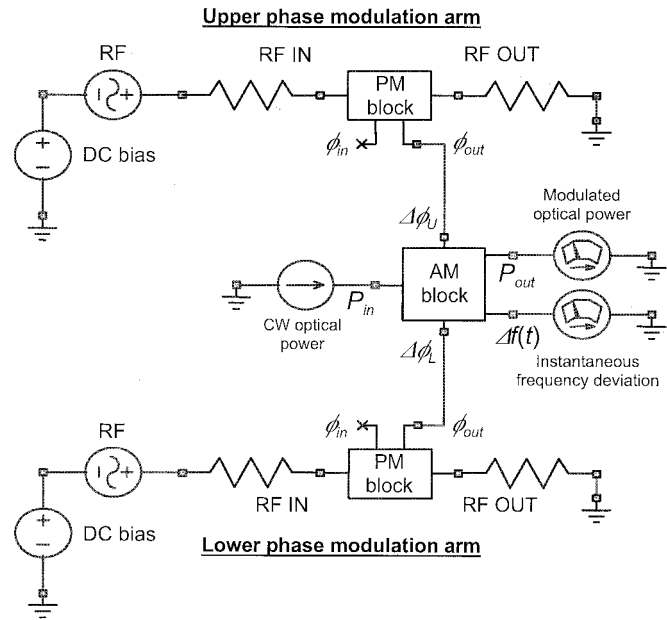 Upper phase modulation arm
RF
RF IN
PM
block
RF OUT
DC bias
ϕin
ϕout
ΔϕU
Modulated
optical power
AM
block
Pin
Pout
CW optical
power
ΔϕL
Δf(t)
Instantaneous
frequency deviation
ϕin
ϕout
RF
PM
block
RF IN
RF OUT
DC bias
Lower phase modulation arm